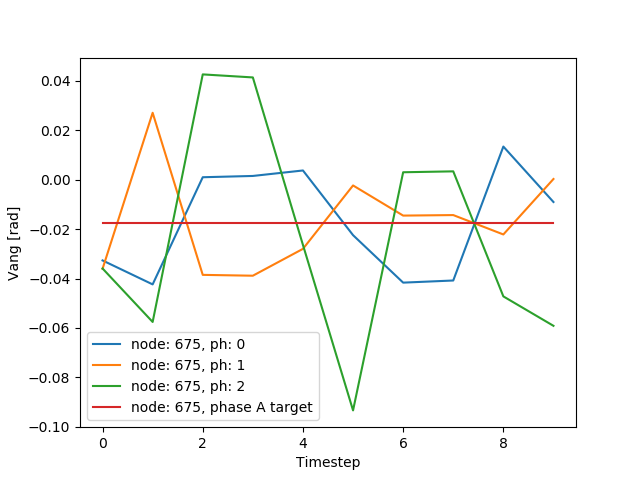 0.04
0.02
0.00
−0.02
−0.04
−0.06
−0.08
−0.10
Vang [rad]
node: 675, ph: 0
node: 675, ph: 1
node: 675, ph: 2
node: 675, phase A target
0 2 4 6 8
Timestep